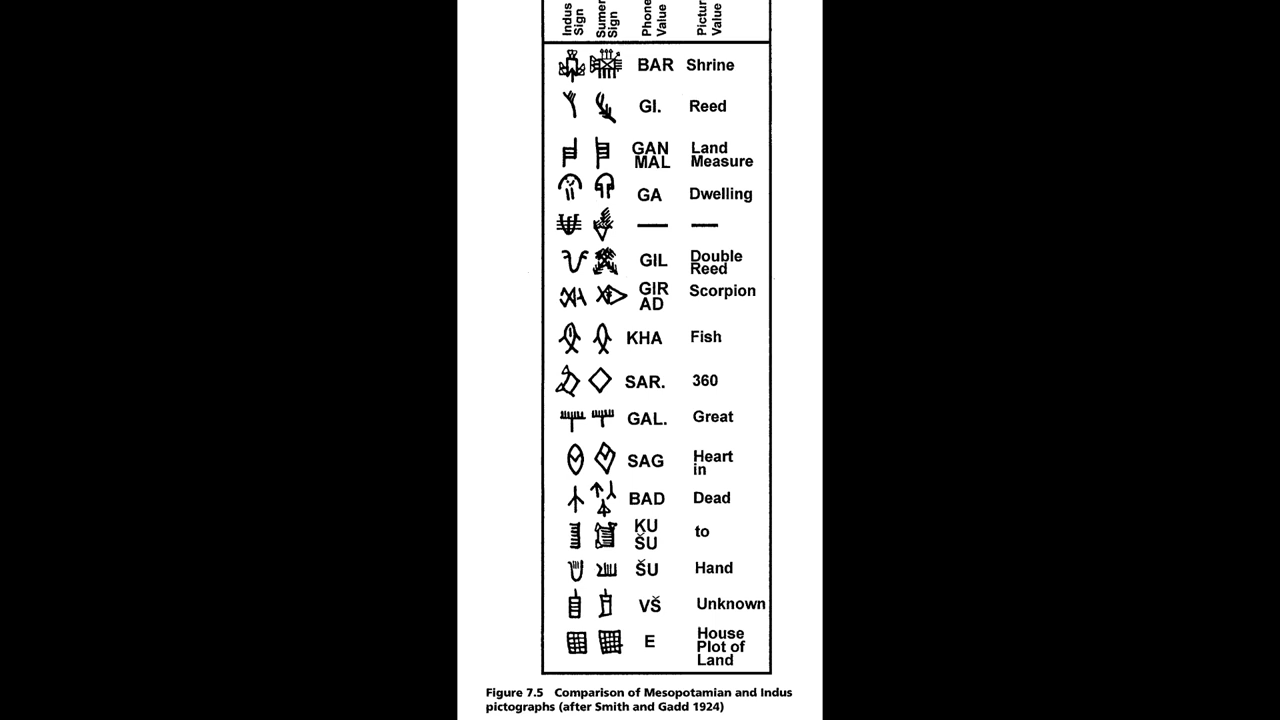 Indus Sign
Sumer Sign
Phone Value
Pictur Value
BAR Shrine
GI. Reed
GAN MAL Land Measure
GA Dwelling
— —
GIL Double Reed
GIR AD Scorpion
KHA Fish
SAR. 360
GAL. Great
SAG Heart in
BAD Dead
KU ŠU to
ŠU Hand
VŠ Unknown
E House Plot of Land
Figure 7.5 Comparison of Mesopotamian and Indus
pictographs (after Smith and Gadd 1924)